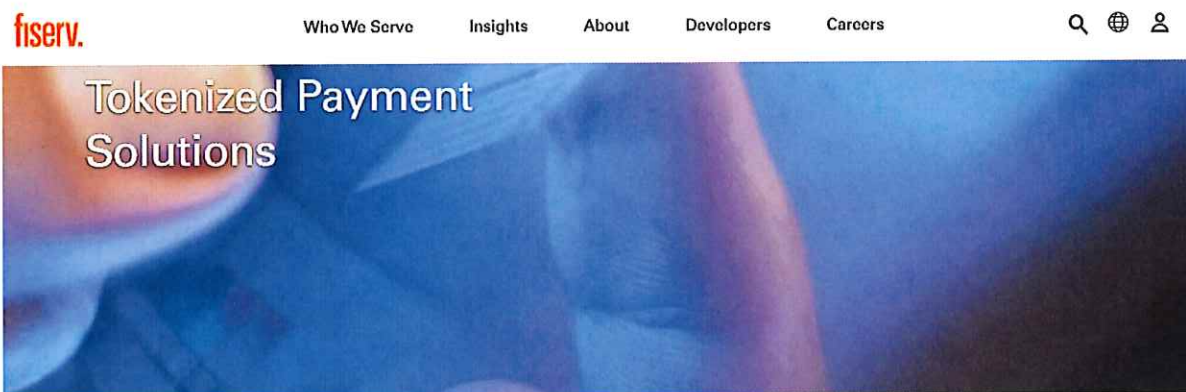 fiserv.
Who We Serve Insights About Developers Careers
Tokenized Payment
Solutions